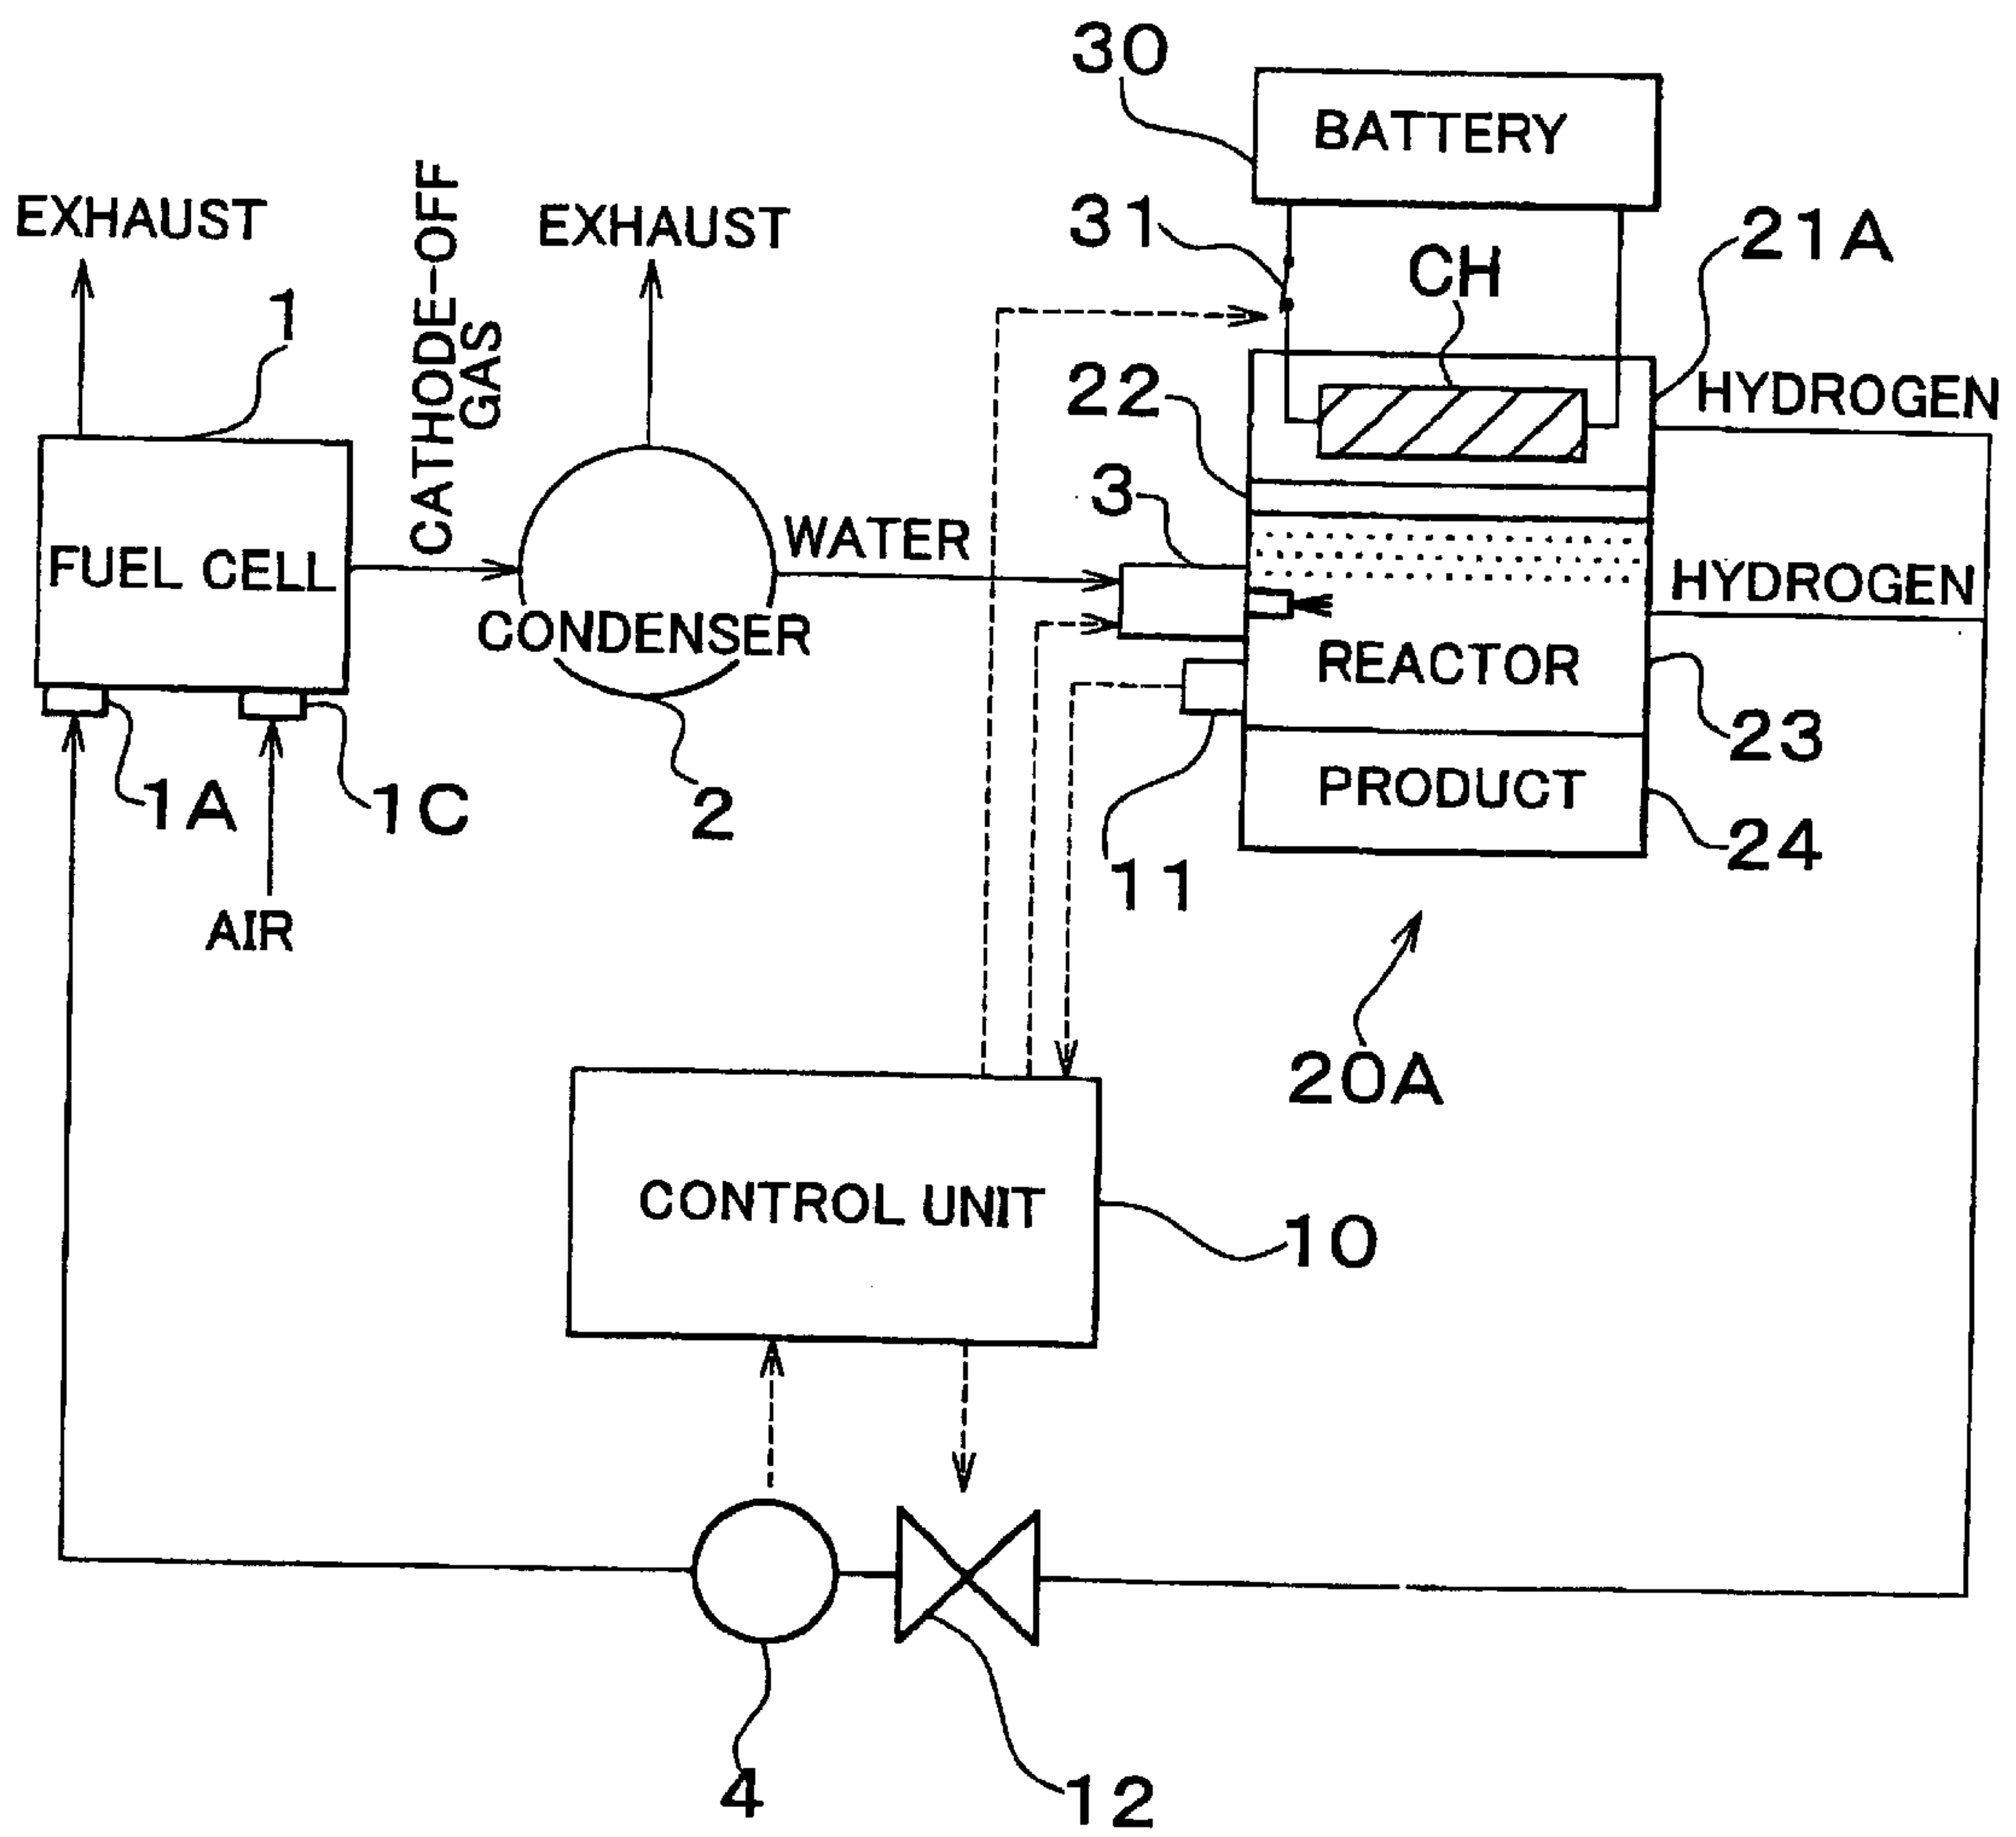 30
BATTERY
EXHAUST
CATHODE-OFF
GAS
EXHAUST
31
CH
21A
1
22
HYDROGEN
3
WATER
FUEL CELL
CONDENSER
HYDROGEN
REACTOR
23
1A
1C
2
PRODUCT
24
11
AIR
20A
CONTROL UNIT
10
4
12